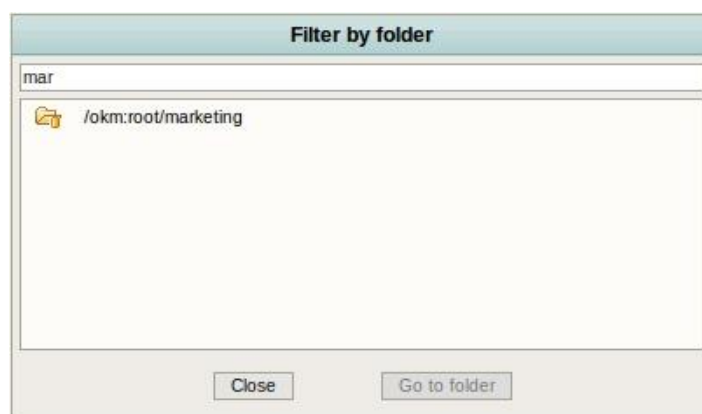 Filter by folder
mar
/okm:root/marketing
Close Go to folder